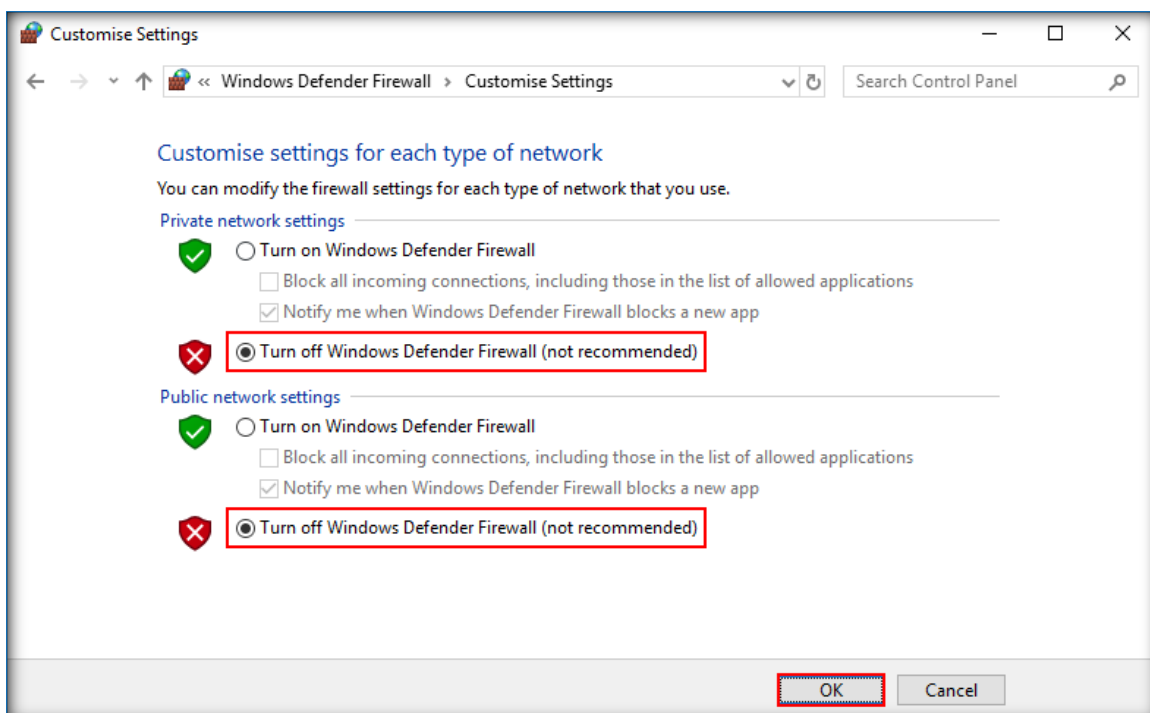 Customise Settings
« Windows Defender Firewall › Customise Settings
Search Control Panel
Customise settings for each type of network
You can modify the firewall settings for each type of network that you use.
Private network settings
Turn on Windows Defender Firewall
Block all incoming connections, including those in the list of allowed applications
Notify me when Windows Defender Firewall blocks a new app
Turn off Windows Defender Firewall (not recommended)
Public network settings
Turn on Windows Defender Firewall
Block all incoming connections, including those in the list of allowed applications
Notify me when Windows Defender Firewall blocks a new app
Turn off Windows Defender Firewall (not recommended)
OK Cancel